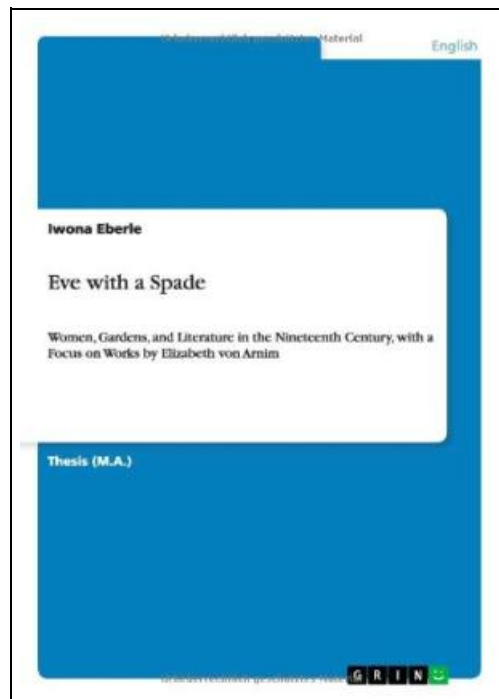 Material
English
Iwona Eberle
Eve with a Spade
Women, Gardens, and Literature in the Nineteenth Century, with a
Focus on Works by Elizabeth von Arnim
Thesis (M.A.)
GRIN